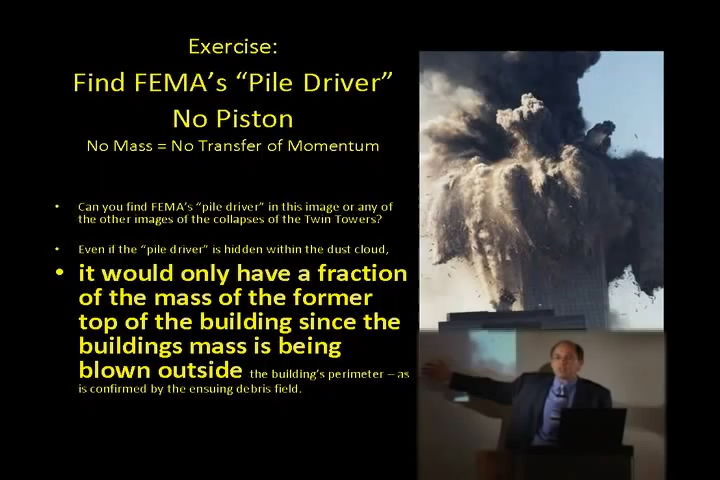 Exercise:
Find FEMA's “Pile Driver”
No Piston
No Mass = No Transfer of Momentum
• Can you find FEMA's “pile driver” in this image or any of
the other images of the collapses of the Twin Towers?
• Even if the “pile driver” is hidden within the dust cloud,
• it would only have a fraction
of the mass of the former
top of the building since the
buildings mass is being
blown outside the building's perimeter – as
is confirmed by the ensuing debris field.